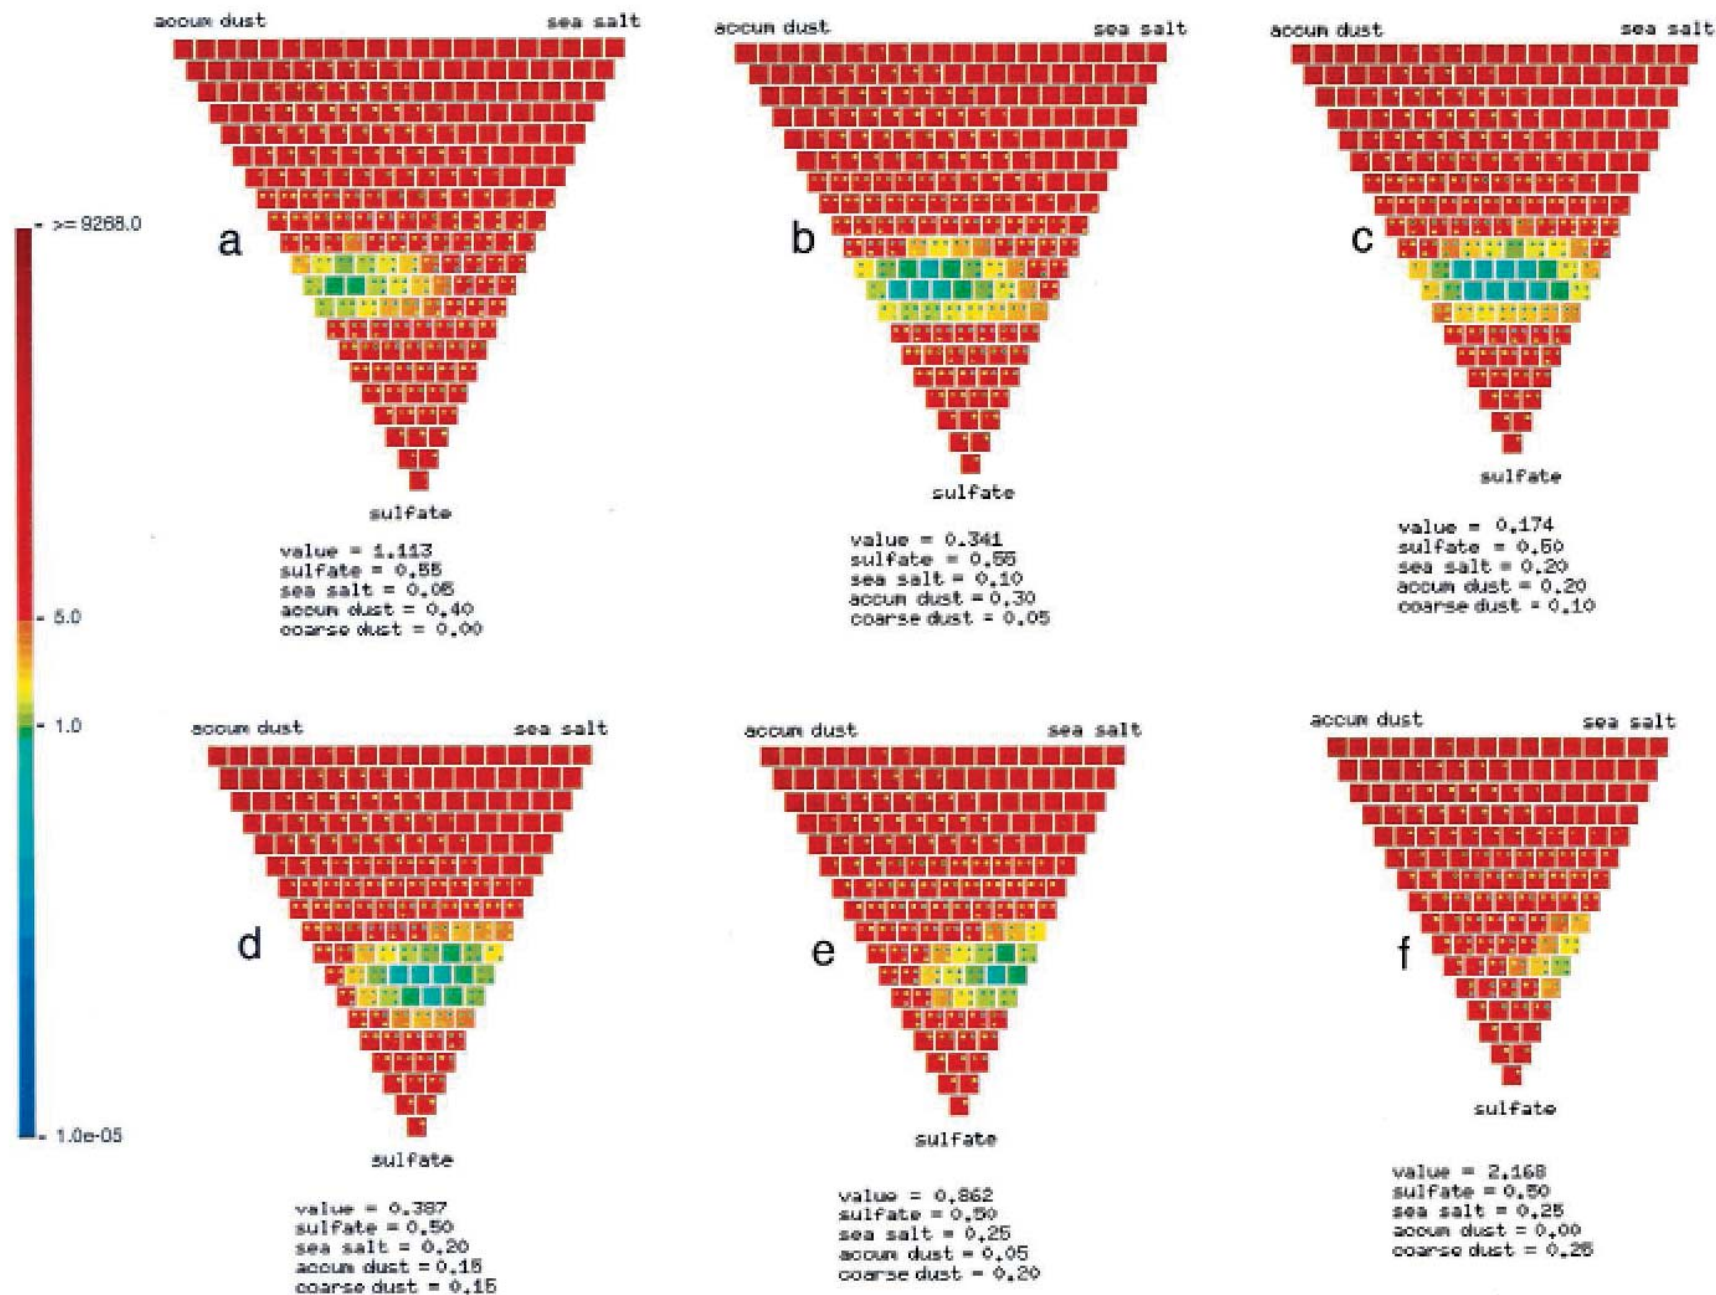 accum dust sea salt
accum dust sea salt
accum dust sea salt
>= 9268.0
5.0
1.0
1.0e-05
a
b
c
sulfate
value = 1.113
sulfate = 0.55
sea salt = 0.05
accum dust = 0.40
coarse dust = 0.00
sulfate
value = 0.341
sulfate = 0.55
sea salt = 0.10
accum dust = 0.30
coarse dust = 0.05
sulfate
value = 0.174
sulfate = 0.50
sea salt = 0.20
accum dust = 0.20
coarse dust = 0.10
accum dust sea salt
accum dust sea salt
accum dust sea salt
d
e
f
sulfate
value = 0.387
sulfate = 0.50
sea salt = 0.20
accum dust = 0.15
coarse dust = 0.15
sulfate
value = 0.862
sulfate = 0.50
sea salt = 0.25
accum dust = 0.05
coarse dust = 0.20
sulfate
value = 2.168
sulfate = 0.50
sea salt = 0.25
accum dust = 0.00
coarse dust = 0.25